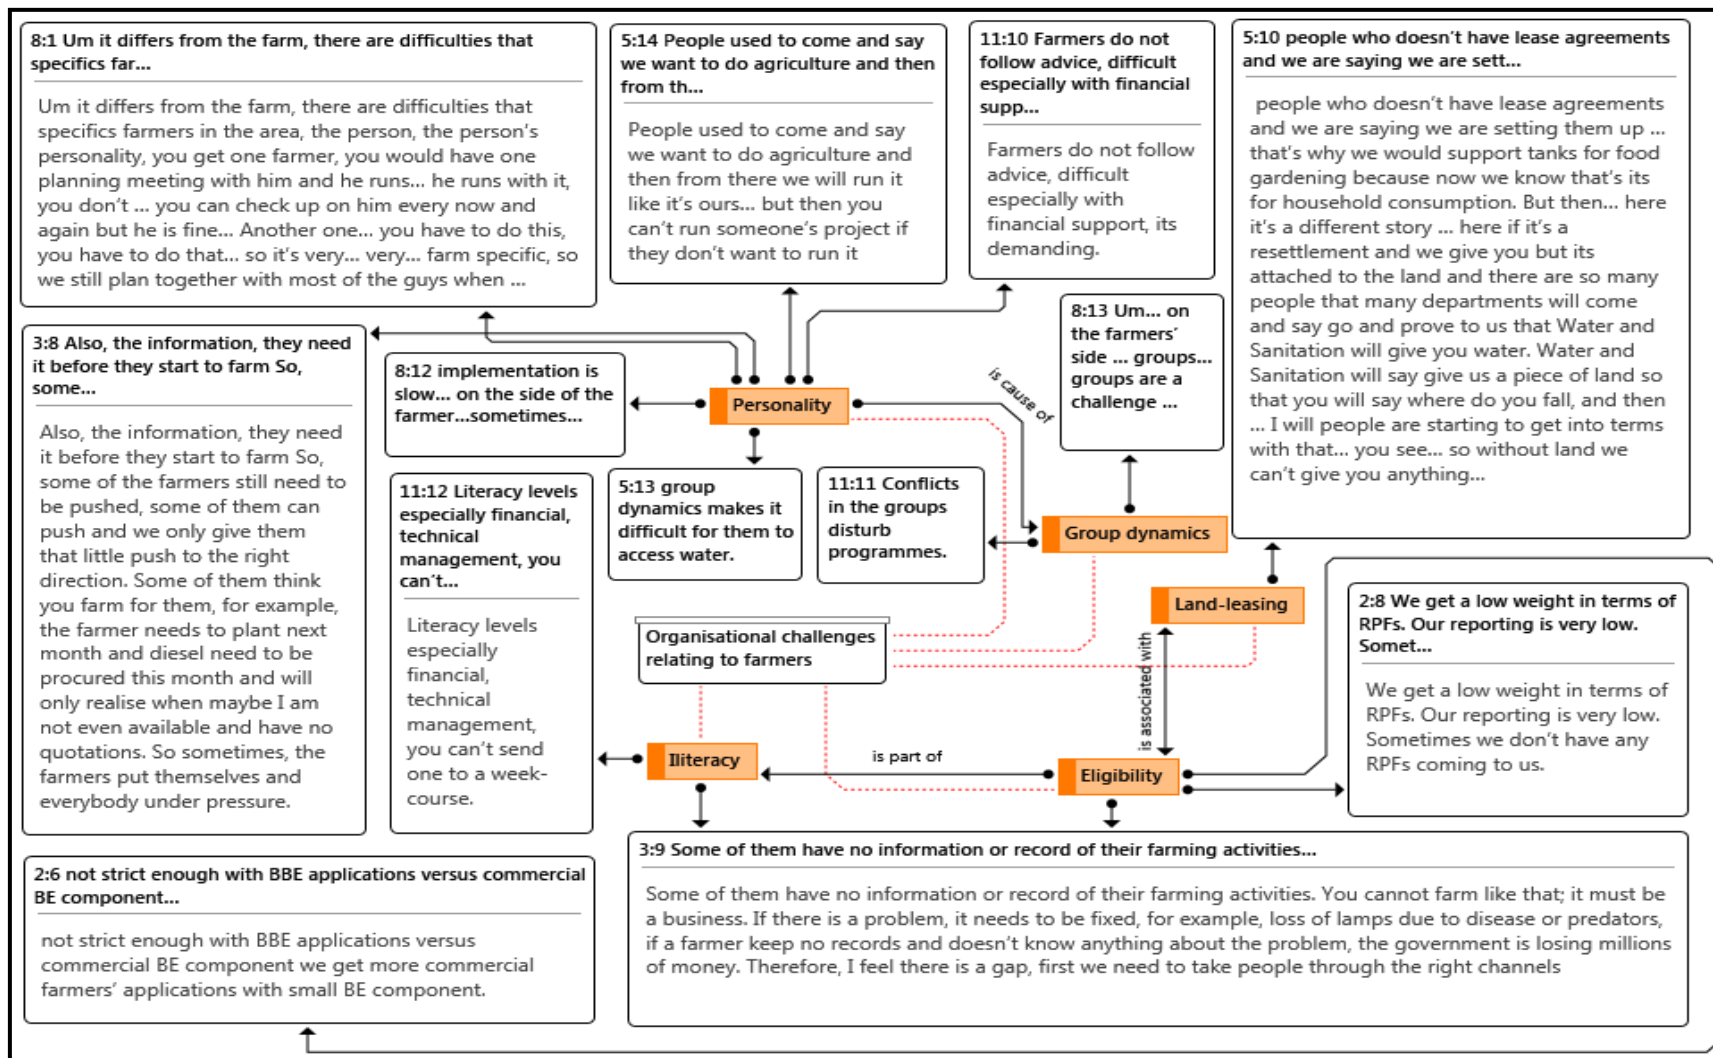 8:1 Um it differs from the farm, there are difficulties that
specifics far...
Um it differs from the farm, there are difficulties that
specifics farmers in the area, the person, the person's
personality, you get one farmer, you would have one
planning meeting with him and he runs... he runs with it,
you don't ... you can check up on him every now and
again but he is fine... Another one... you have to do this,
you have to do that... so it's very... very... farm specific, so
we still plan together with most of the guys when ...
5:14 People used to come and say
we want to do agriculture and then
from th...
People used to come and say
we want to do agriculture and
then from there we will run it
like it's ours... but then you
can't run someone's project if
they don't want to run it
11:10 Farmers do not
follow advice, difficult
especially with financial
supp...
Farmers do not follow
advice, difficult
especially with
financial support, its
demanding.
5:10 people who doesn't have lease agreements
and we are saying we are sett...
people who doesn't have lease agreements
and we are saying we are setting them up ...
that's why we would support tanks for food
gardening because now we know that's its
for household consumption. But then... here
it's a different story ... here if it's a
resettlement and we give you but its
attached to the land and there are so many
people that many departments will come
and say go and prove to us that Water and
Sanitation will give you water. Water and
Sanitation will say give us a piece of land so
that you will say where do you fall, and then
... I will people are starting to get into terms
with that... you see... so without land we
can't give you anything...
3:8 Also, the information, they need
it before they start to farm So,
some...
Also, the information, they need
it before they start to farm So,
some of the farmers still need to
be pushed, some of them can
push and we only give them
that little push to the right
direction. Some of them think
you farm for them, for example,
the farmer needs to plant next
month and diesel need to be
procured this month and will
only realise when maybe I am
not even available and have no
quotations. So sometimes, the
farmers put themselves and
everybody under pressure.
8:12 implementation is
slow... on the side of the
farmer...sometimes...
Personality
is cause of
8:13 Um... on
the farmers'
side ... groups...
groups are a
challenge ...
11:12 Literacy levels
especially financial,
technical
management, you
can't...
Literacy levels
especially
financial,
technical
management,
you can't send
one to a week-
course.
5:13 group
dynamics makes it
difficult for them to
access water.
11:11 Conflicts
in the groups
disturb
programmes.
Group dynamics
Land-leasing
Organisational challenges
relating to farmers
is associated with
2:8 We get a low weight in terms of
RPFs. Our reporting is very low.
Somet...
We get a low weight in terms of
RPFs. Our reporting is very low.
Sometimes we don't have any
RPFs coming to us.
Iliteracy
is part of
Eligibility
3:9 Some of them have no information or record of their farming activities...
Some of them have no information or record of their farming activities. You cannot farm like that; it must be
a business. If there is a problem, it needs to be fixed, for example, loss of lamps due to disease or predators,
if a farmer keep no records and doesn't know anything about the problem, the government is losing millions
of money. Therefore, I feel there is a gap, first we need to take people through the right channels
2:6 not strict enough with BBE applications versus commercial
BE component...
not strict enough with BBE applications versus
commercial BE component we get more commercial
farmers' applications with small BE component.